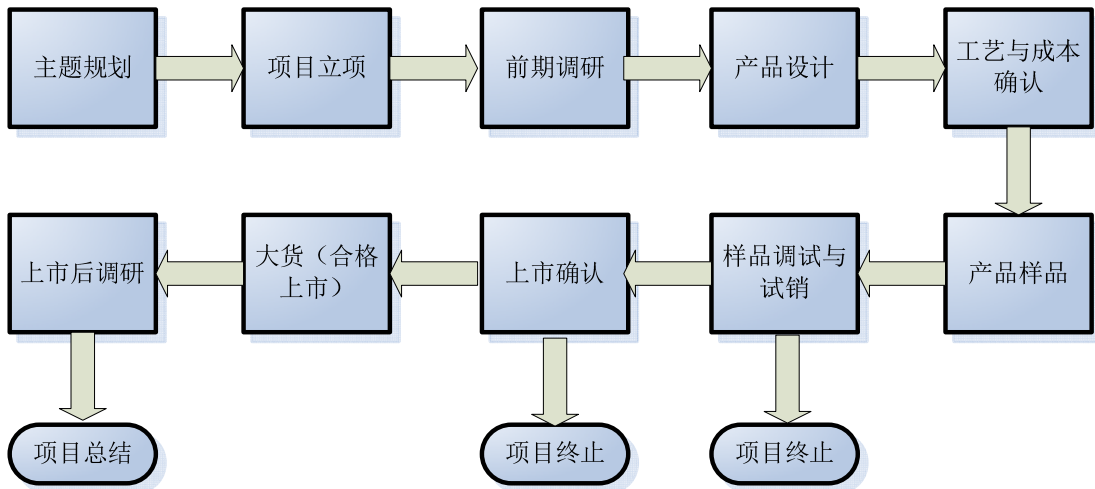 主题规划
项目立项
前期调研
产品设计
工艺与成本
确认
上市后调研
大货（合格
上市）
上市确认
样品调试与
试销
产品样品
项目总结
项目终止
项目终止